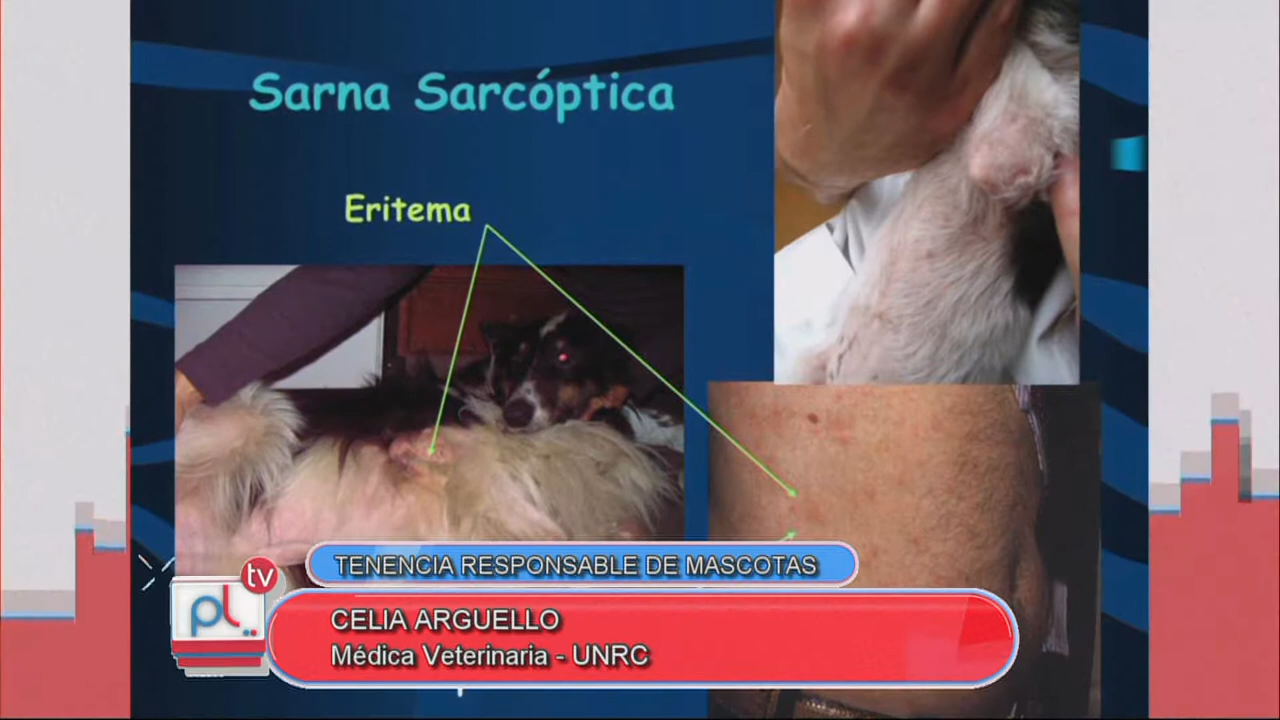 Sarna Sarcóptica
Eritema
TENENCIA RESPONSABLE DE MASCOTAS
tv
pl..
CELIA ARGUELLO
Médica Veterinaria - UNRC